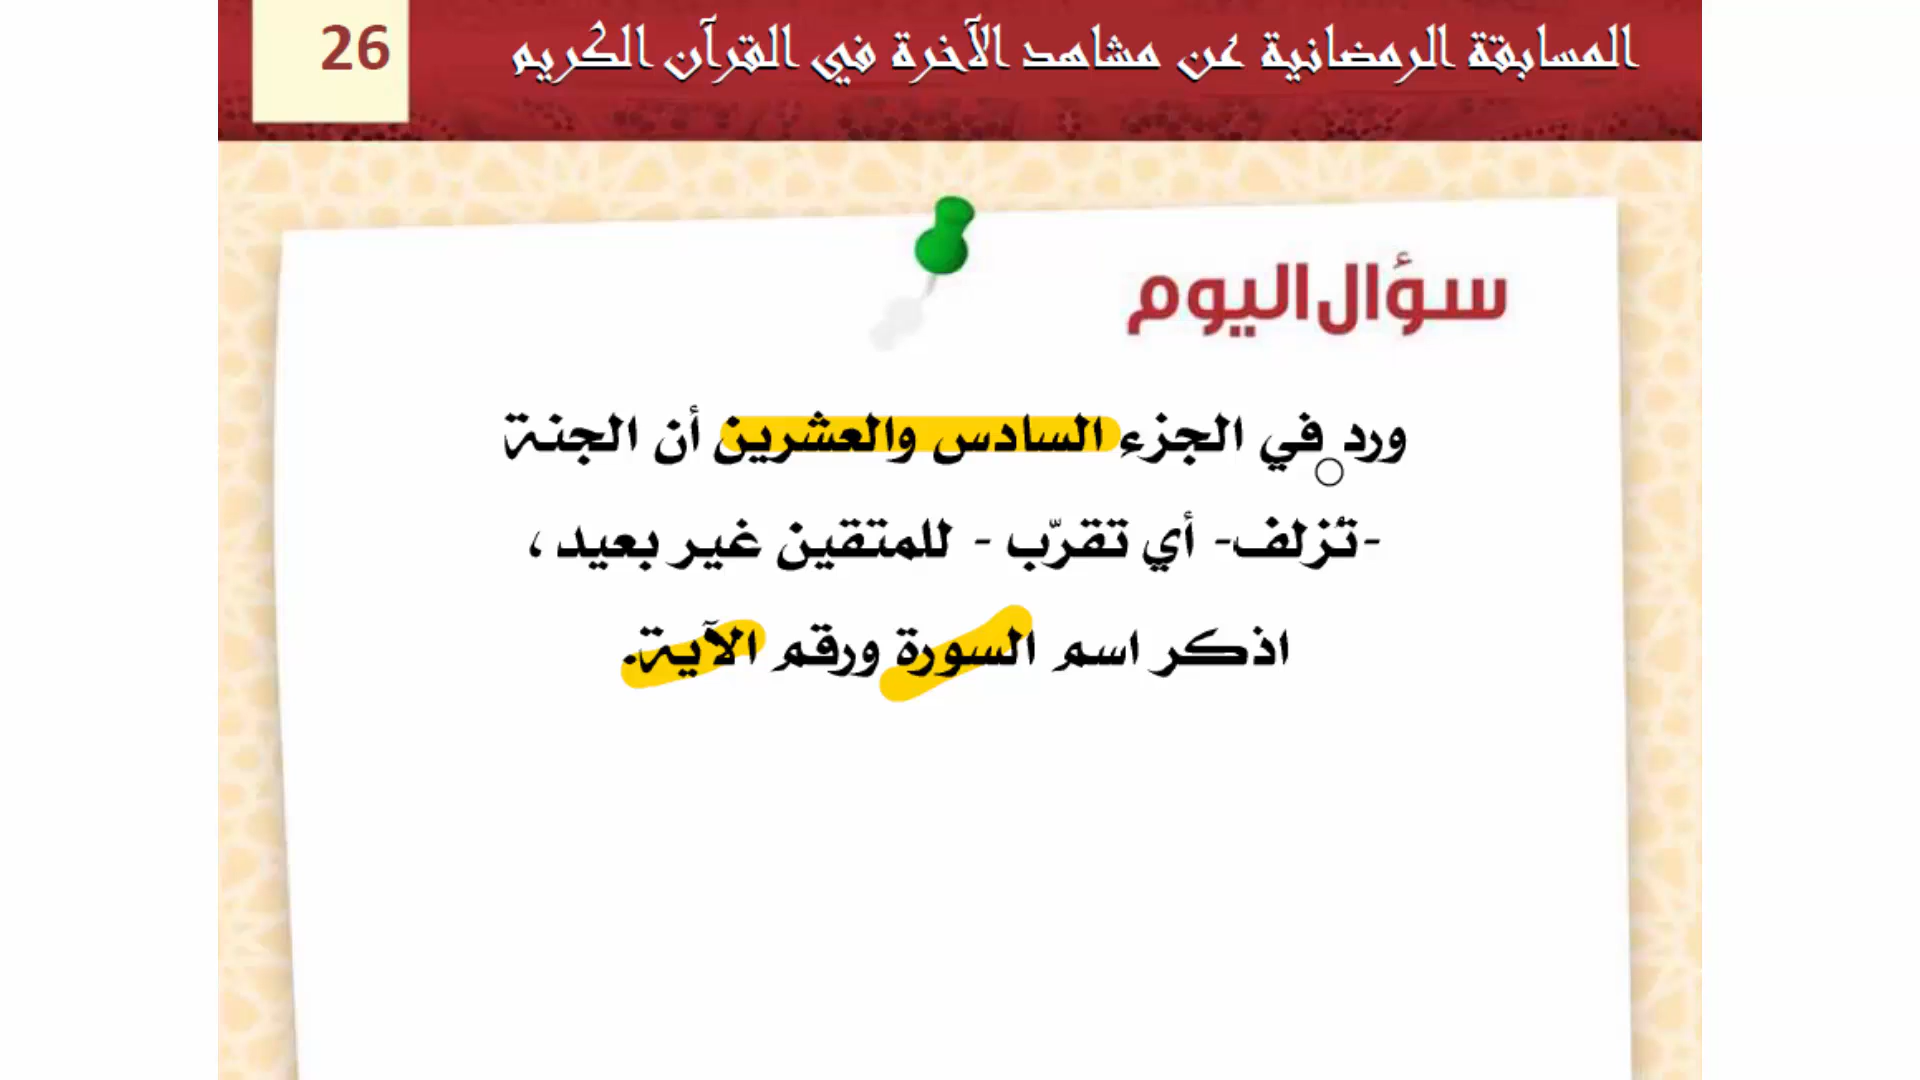 المسابقة الرمضانية عن مشاهد الآخرة في القرآن الكريم
26
سؤال اليوم
ورد في الجزء السادس والعشرين أن الجنة
-تُزلف- أي تقرّب - للمتقين غير بعيد ،
اذكر اسم السورة ورقم الآية.